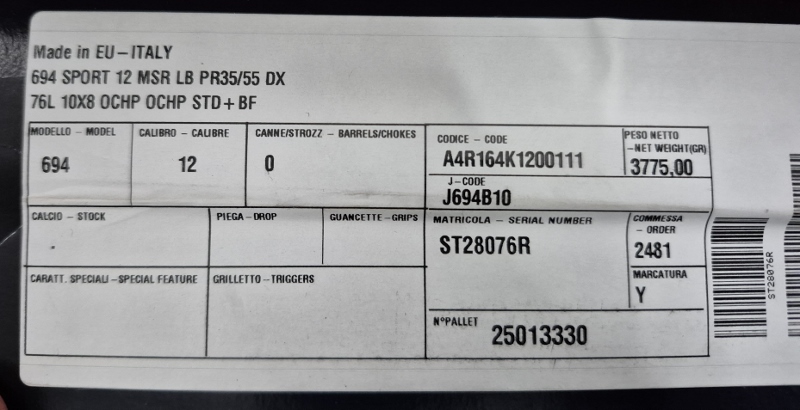 Made in EU-ITALY
694 SPORT 12 MSR LB PR35/55 DX
76L 10X8 OCHP OCHP STD+BF
MODELLO - MODEL
694
CALIBRO - CALIBRE
12
CANNE/STROZZ - BARRELS/CHOKES
0
CODICE - CODE
A4R164K1200111
J-CODE
J694B10
PESO NETTO
-NET WEIGHT(GR)
3775,00
CALCIO - STOCK
PIEGA-DROP
GUANCETTE-GRIPS
MATRICOLA - SERIAL NUMBER
ST28076R
COMMESSA
- ORDER
2481
MARCATURA
Y
CARATT. SPECIALI-SPECIAL FEATURE
GRILLETTO-TRIGGERS
N°PALLET
25013330
ST28076R